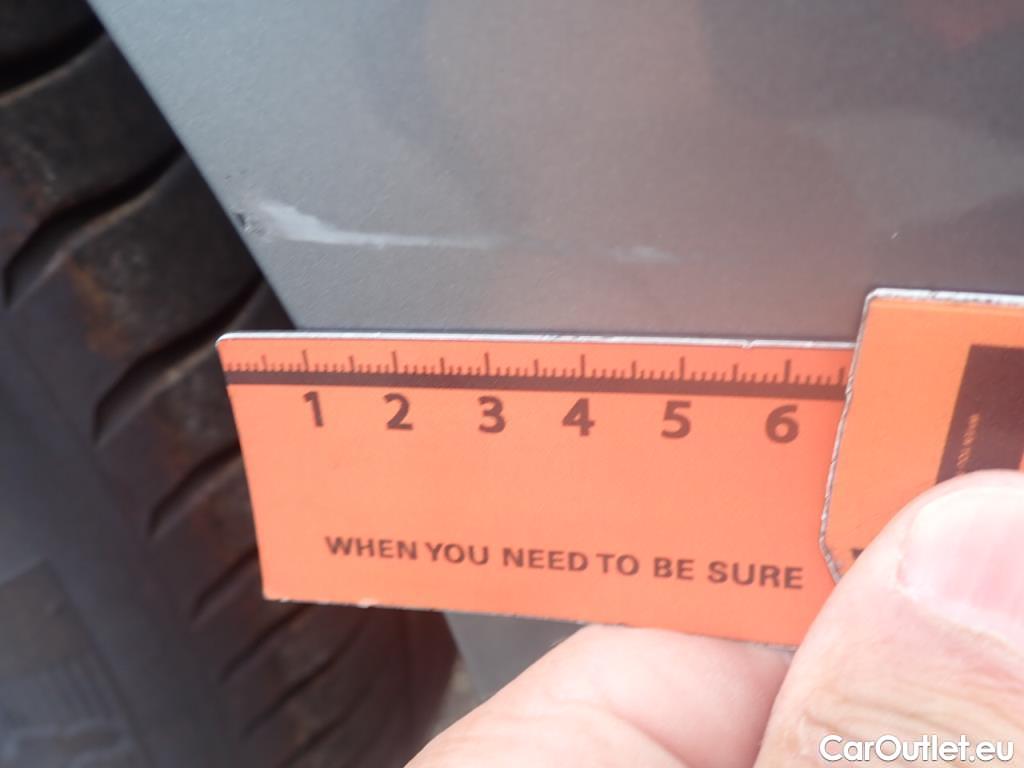 1 2 3 4 5 6
WHEN YOU NEED TO BE SURE
CarOutlet.eu